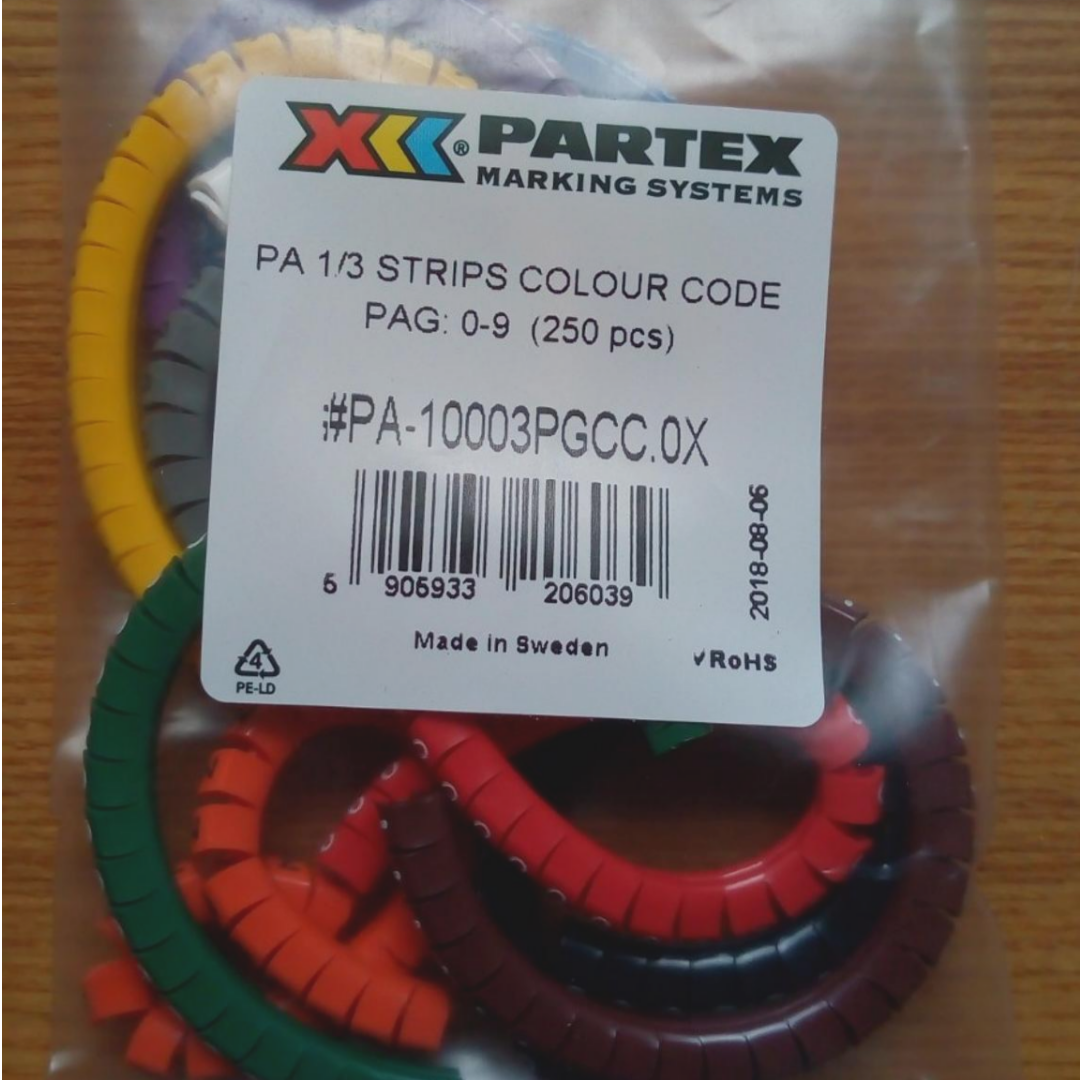 ® PARTEX
MARKING SYSTEMS
PA 1/3 STRIPS COLOUR CODE
PAG: 0-9 (250 pcs)
#PA-10003PGCC.0X
5 905933 206039
2018-08-06
Made in Sweden
✓RoHS
4
PE-LD